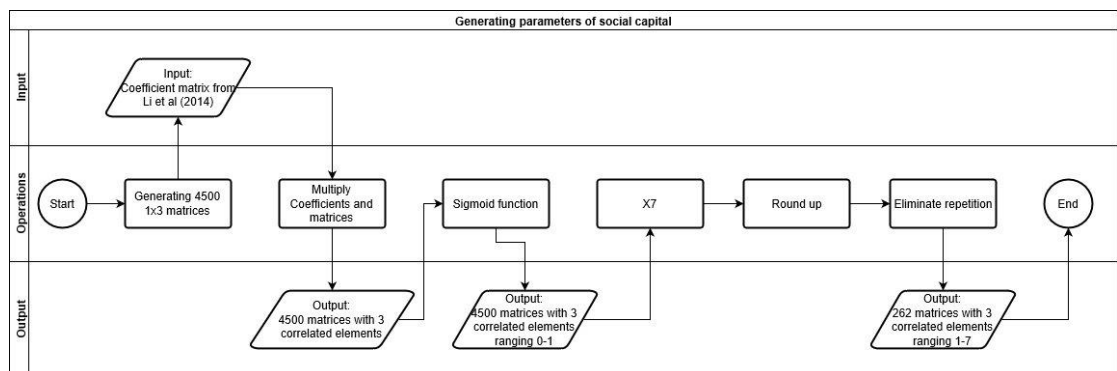 Generating parameters of social capital
Input
Input:
Coefficient matrix from
Li et al (2014)
Operations
Start
Generating 4500
1x3 matrices
Multiply
Coefficients and
matrices
Sigmoid function
X7
Round up
Eliminate repetition
End
Output
Output:
4500 matrices with 3
correlated elements
Output:
4500 matrices with 3
correlated elements
ranging 0-1
Output:
262 matrices with 3
correlated elements
ranging 1-7